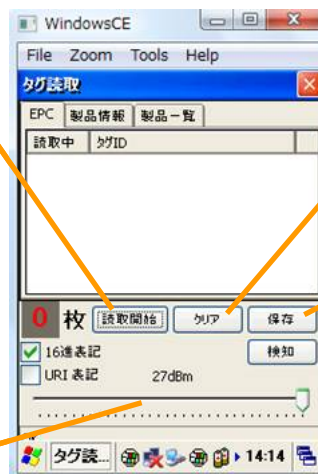 WindowsCE
File Zoom Tools Help
タグ読取
EPC 製品情報 製品一覧
読取中 タグID
0 枚 読取開始 クリア 保存
16進表記 検知
URI 表記 27dBm
タグ読... 14:14